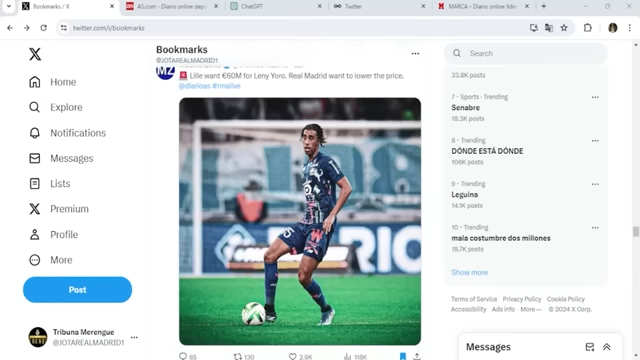 Bookmarks / X
AS.com – Diario online dep
ChatGPT
Twitter
MARCA – Diario online líde
twitter.com/i/bookmarks
Bookmarks
@JOTAREALMADRID1
Search
MZ
Lille want €60M for Leny Yoro. Real Madrid want to lower the price.
@diarioas #rmalive
Home
Explore
Notifications
Messages
Lists
Premium
Profile
More
Post
Tribuna Merengue
@JOTAREALMADRID1
65
130
2.9K
118K
23.8K posts
7 · Sports · Trending
Senabre
18.3K posts
8 · Trending
DÓNDE ESTÁ DÓNDE
106K posts
9 · Trending
Leguina
14.1K posts
10 · Trending
mala costumbre dos millones
18.7K posts
Show more
Terms of Service Privacy Policy Cookie Policy
Accessibility Ads info More ··· © 2024 X Corp.
Messages